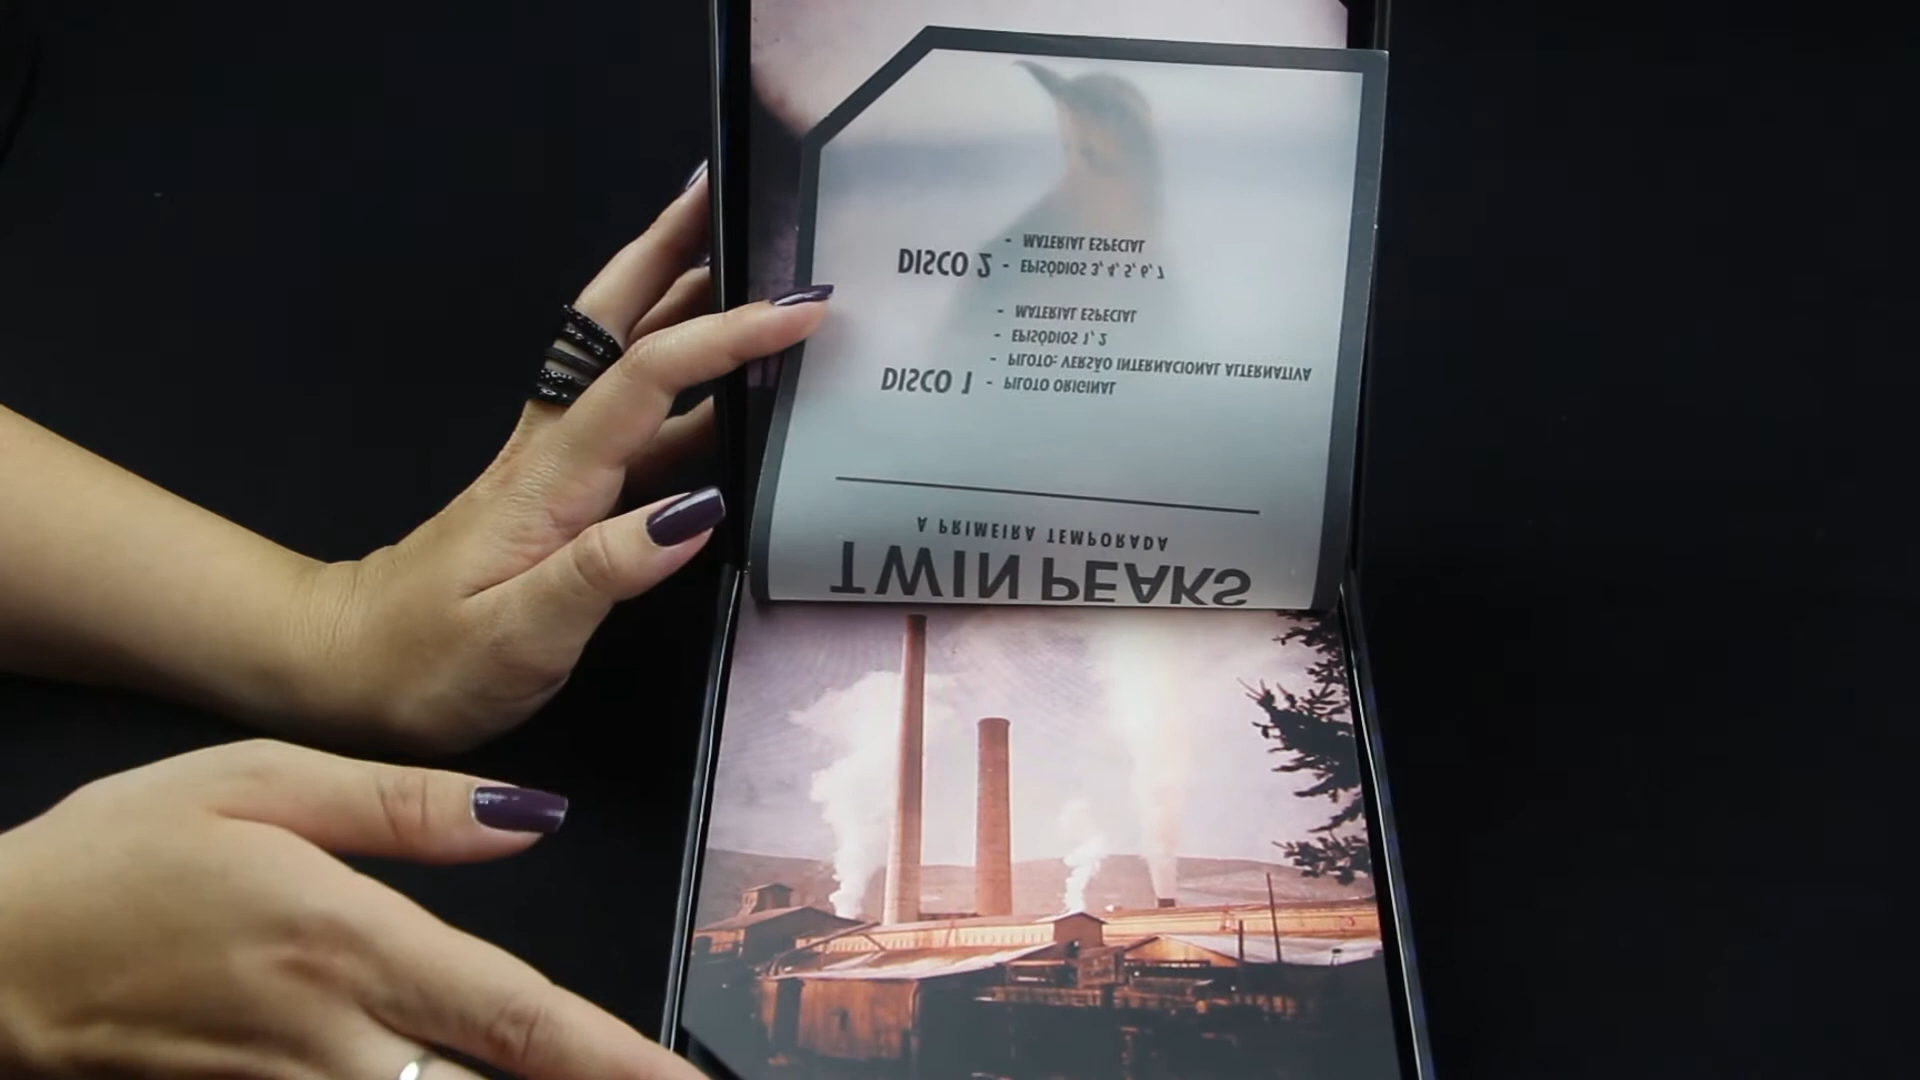 TWIN PEAKS
A PRIMEIRA TEMPORADA
DISCO 1 - PILOTO ORIGINAL
- PILOTO: VERSÃO INTERNACIONAL ALTERNATIVA
- EPISÓDIOS 1, 2
- MATERIAL ESPECIAL
DISCO 2 - EPISÓDIOS 3, 4, 5, 6, 7
- MATERIAL ESPECIAL